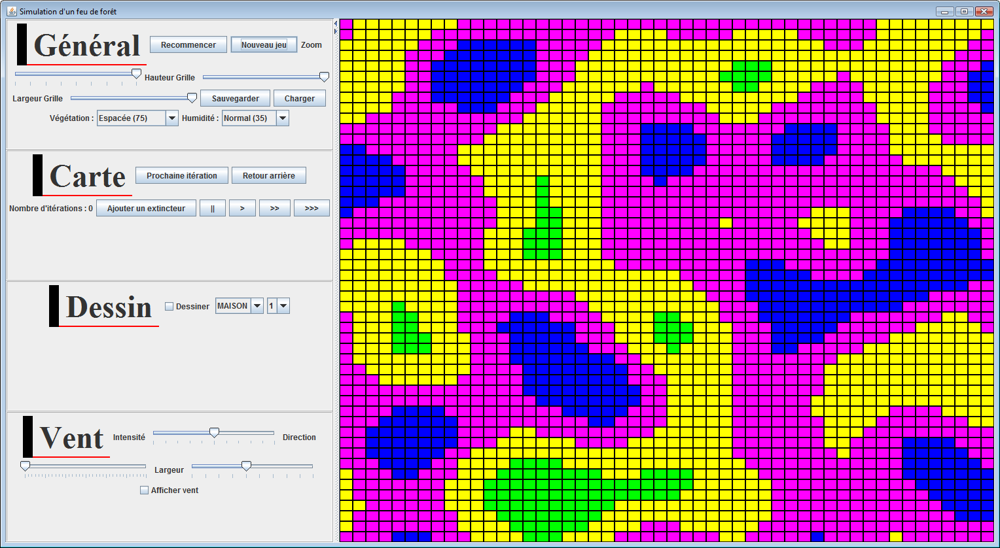 Simulation d'un feu de forêt
Général Recommencer Nouveau jeu Zoom
Hauteur Grille
Largeur Grille Sauvegarder Charger
Végétation : Espacée (75) Humidité : Normal (35)
Carte Prochaine itération Retour arrière
Nombre d'itérations : 0 Ajouter un extincteur || > >> >>>
Dessin Dessiner MAISON 1
Vent Intensité Direction
Largeur
Afficher vent